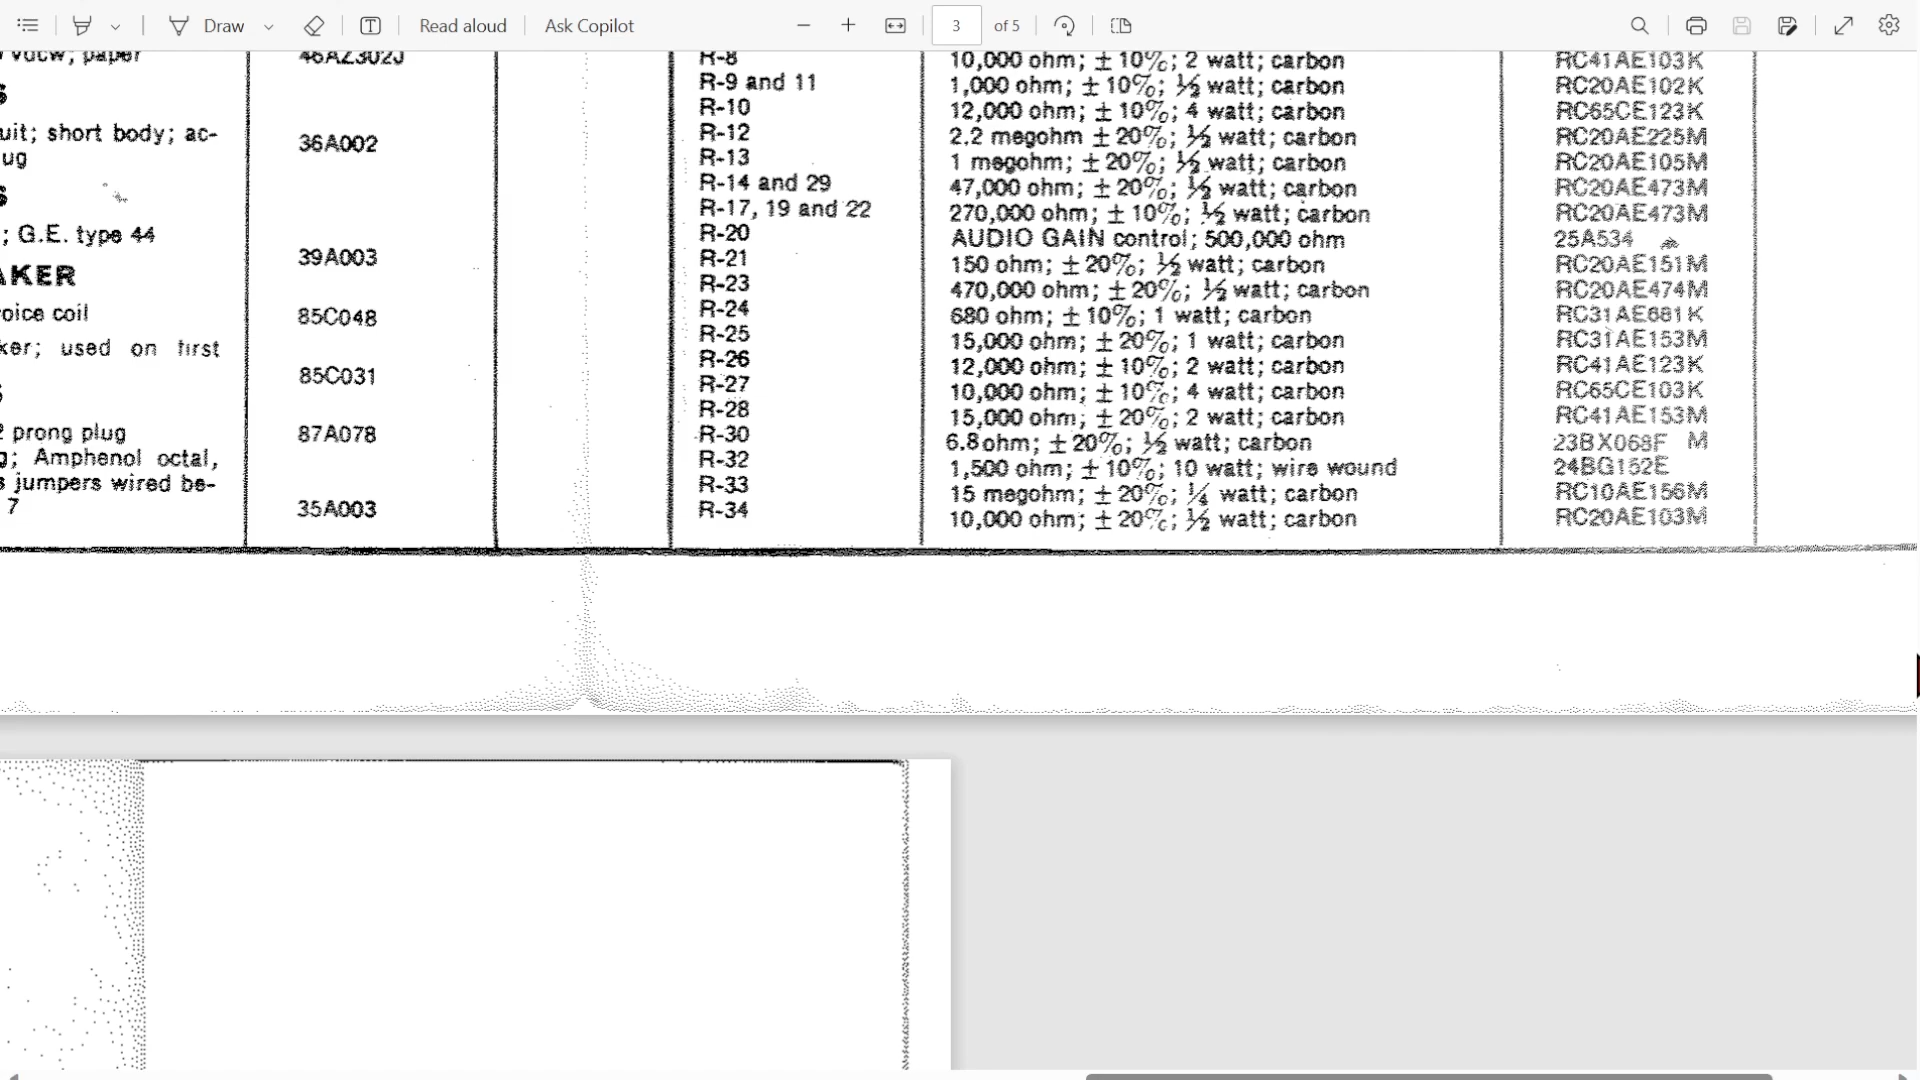 Draw
Read aloud
Ask Copilot
3
of 5
vdcw; paper
46AZ302J
uit; short body; ac-
ug
36A002
; G.E. type 44
39A003
AKER
oice coil
85C048
ker; used on first
85C031
2 prong plug
87A078
g; Amphenol octal,
s jumpers wired be-
7
35A003
R-8
R-9 and 11
R-10
R-12
R-13
R-14 and 29
R-17, 19 and 22
R-20
R-21
R-23
R-24
R-25
R-26
R-27
R-28
R-30
R-32
R-33
R-34
10,000 ohm; ± 10%; 2 watt; carbon
1,000 ohm; ± 10%; ½ watt; carbon
12,000 ohm; ± 10%; 4 watt; carbon
2.2 megohm ± 20%; ½ watt; carbon
1 megohm; ± 20%; ½ watt; carbon
47,000 ohm; ± 20%; ½ watt; carbon
270,000 ohm; ± 10%; ½ watt; carbon
AUDIO GAIN control; 500,000 ohm
150 ohm; ± 20%; ½ watt; carbon
470,000 ohm; ± 20%; ½ watt; carbon
680 ohm; ± 10%; 1 watt; carbon
15,000 ohm; ± 20%; 1 watt; carbon
12,000 ohm; ± 10%; 2 watt; carbon
10,000 ohm; ± 10%; 4 watt; carbon
15,000 ohm; ± 20%; 2 watt; carbon
6.8 ohm; ± 20%; ½ watt; carbon
1,500 ohm; ± 10%; 10 watt; wire wound
15 megohm; ± 20%; ¼ watt; carbon
10,000 ohm; ± 20%; ½ watt; carbon
RC41AE103K
RC20AE102K
RC65CE123K
RC20AE225M
RC20AE105M
RC20AE473M
RC20AE473M
25A534
RC20AE151M
RC20AE474M
RC31AE681K
RC31AE153M
RC41AE123K
RC65CE103K
RC41AE153M
23BX068F M
24BG152E
RC10AE156M
RC20AE103M